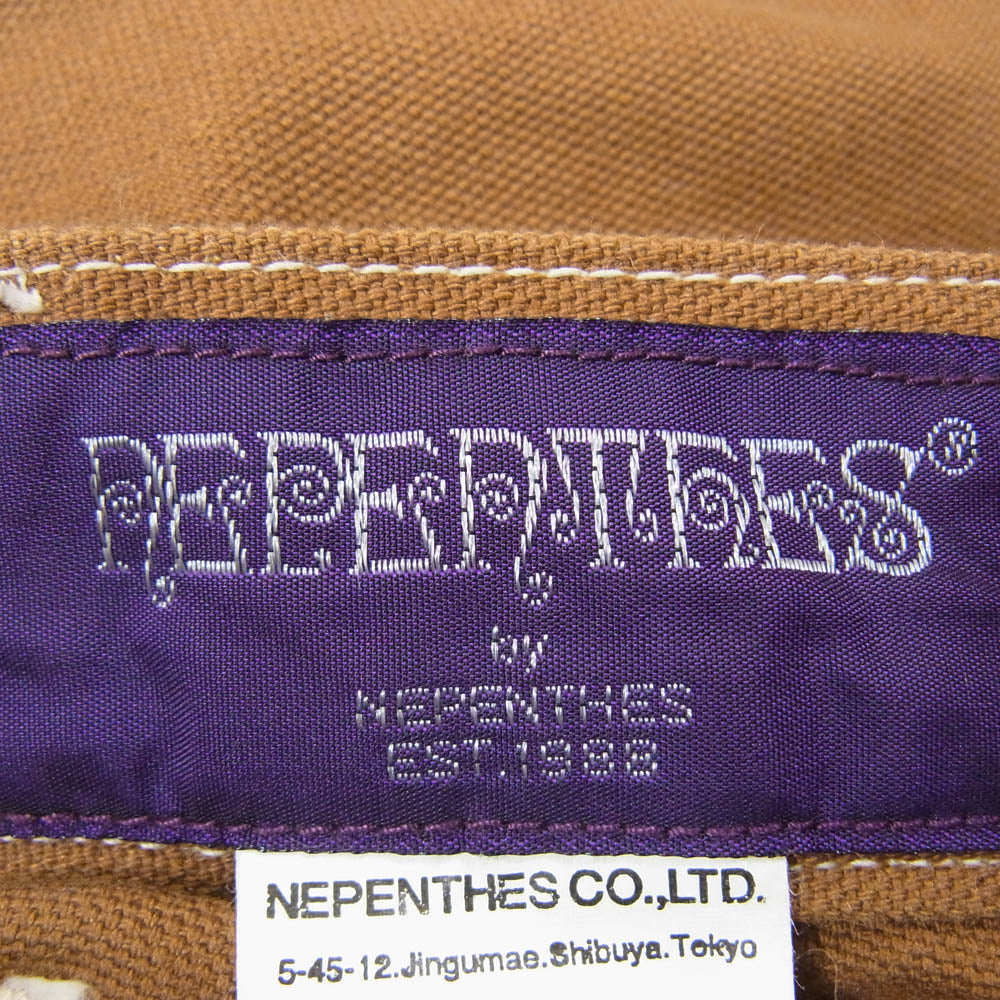 NEPENTHES®
by
NEPENTHES
EST.1988
NEPENTHES CO.,LTD.
5-45-12.Jingumae.Shibuya.Tokyo